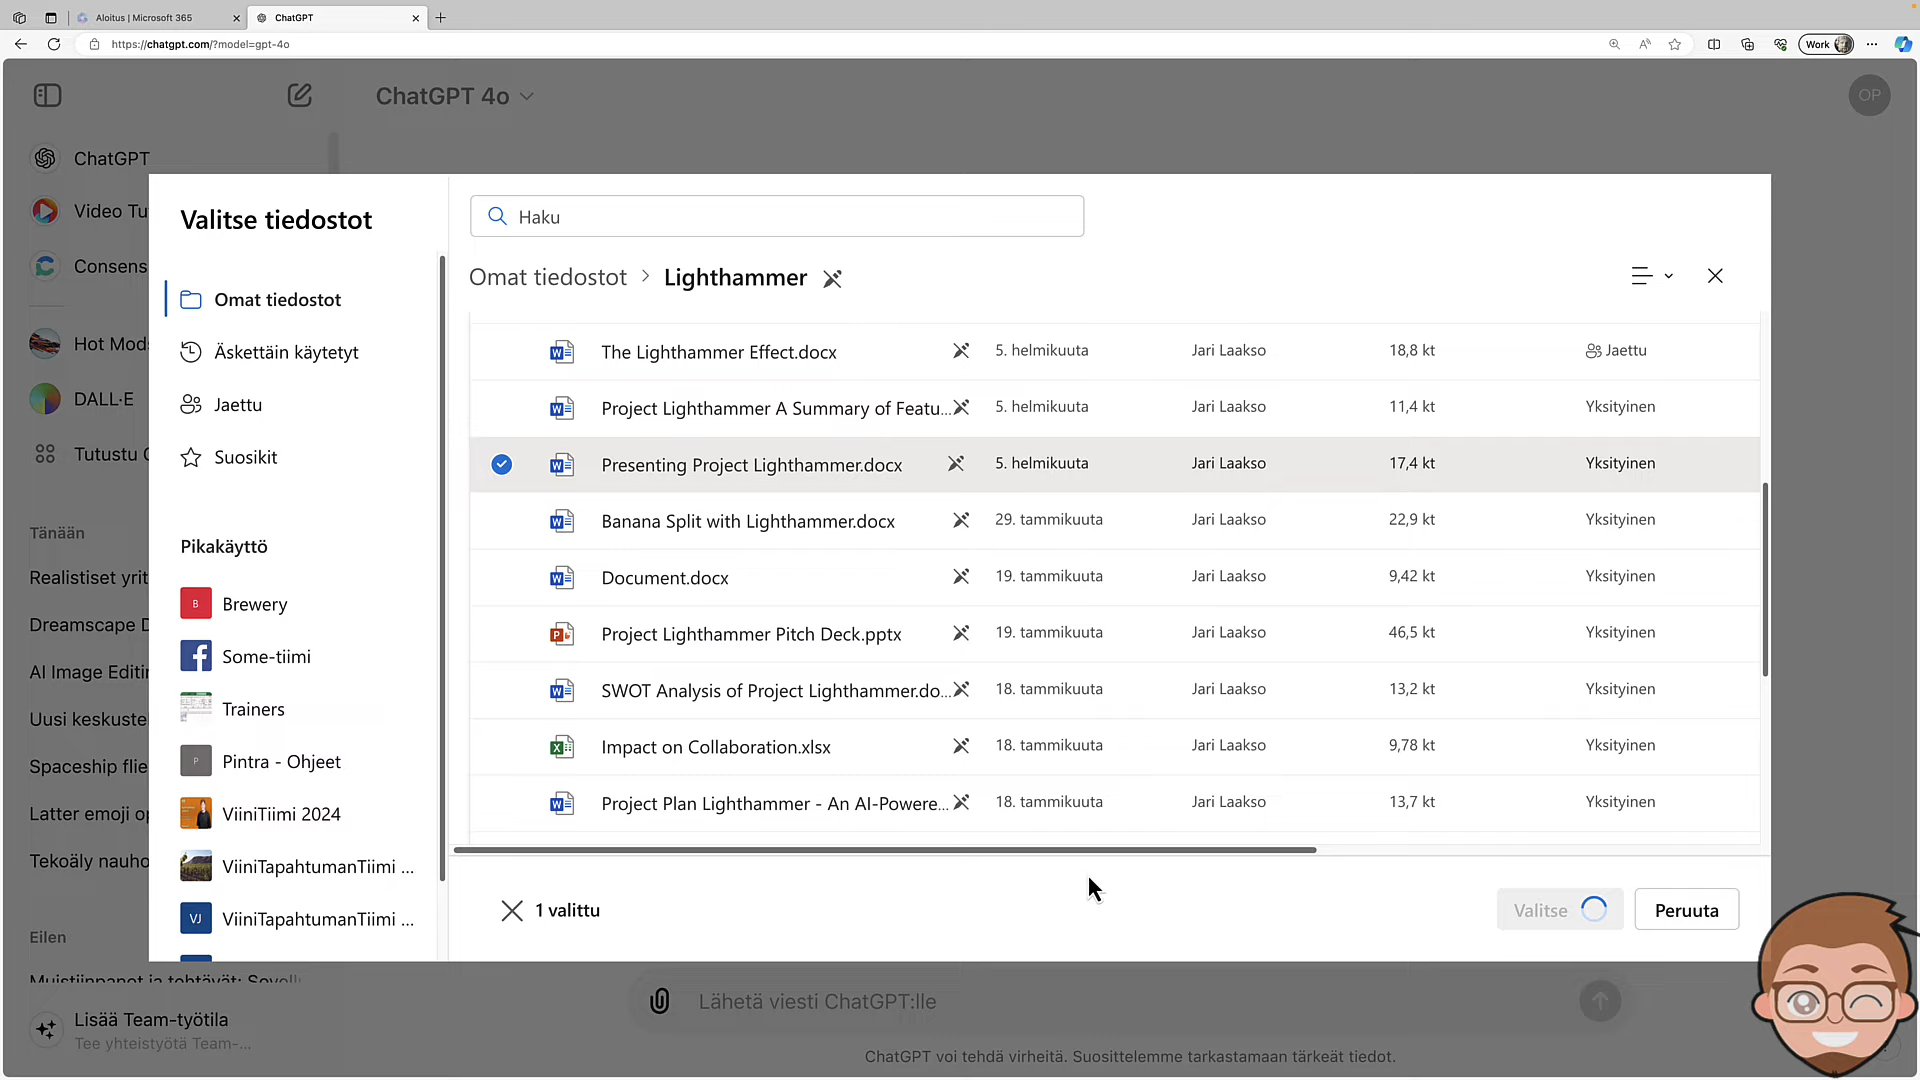 Aloitus | Microsoft 365
ChatGPT
https://chatgpt.com/?model=gpt-4o
Work
ChatGPT 4o
OP
ChatGPT
Video Tu
Consens
Hot Mods
DALL·E
Tutustu
Tänään
Realistiset yrit
Dreamscape D
AI Image Editi
Uusi keskuste
Spaceship flie
Latter emoji op
Tekoäly nauho
Eilen
Muistiinpanot ja tehtävät: Sovell
Lisää Team-työtila
Tee yhteistyötä Team-...
Valitse tiedostot
Omat tiedostot
Äskettäin käytetyt
Jaettu
Suosikit
Pikakäyttö
B
Brewery
Some-tiimi
Trainers
P
Pintra - Ohjeet
ViiniTiimi 2024
ViiniTapahtumanTiimi ...
VJ
ViiniTapahtumanTiimi ...
Haku
Omat tiedostot > Lighthammer
The Lighthammer Effect.docx 5. helmikuuta Jari Laakso 18,8 kt Jaettu
Project Lighthammer A Summary of Featu... 5. helmikuuta Jari Laakso 11,4 kt Yksityinen
Presenting Project Lighthammer.docx 5. helmikuuta Jari Laakso 17,4 kt Yksityinen
Banana Split with Lighthammer.docx 29. tammikuuta Jari Laakso 22,9 kt Yksityinen
Document.docx 19. tammikuuta Jari Laakso 9,42 kt Yksityinen
Project Lighthammer Pitch Deck.pptx 19. tammikuuta Jari Laakso 46,5 kt Yksityinen
SWOT Analysis of Project Lighthammer.do... 18. tammikuuta Jari Laakso 13,2 kt Yksityinen
Impact on Collaboration.xlsx 18. tammikuuta Jari Laakso 9,78 kt Yksityinen
Project Plan Lighthammer - An AI-Powere... 18. tammikuuta Jari Laakso 13,7 kt Yksityinen
1 valittu
Valitse
Peruuta
Lähetä viesti ChatGPT:lle
ChatGPT voi tehdä virheitä. Suosittelemme tarkastamaan tärkeät tiedot.